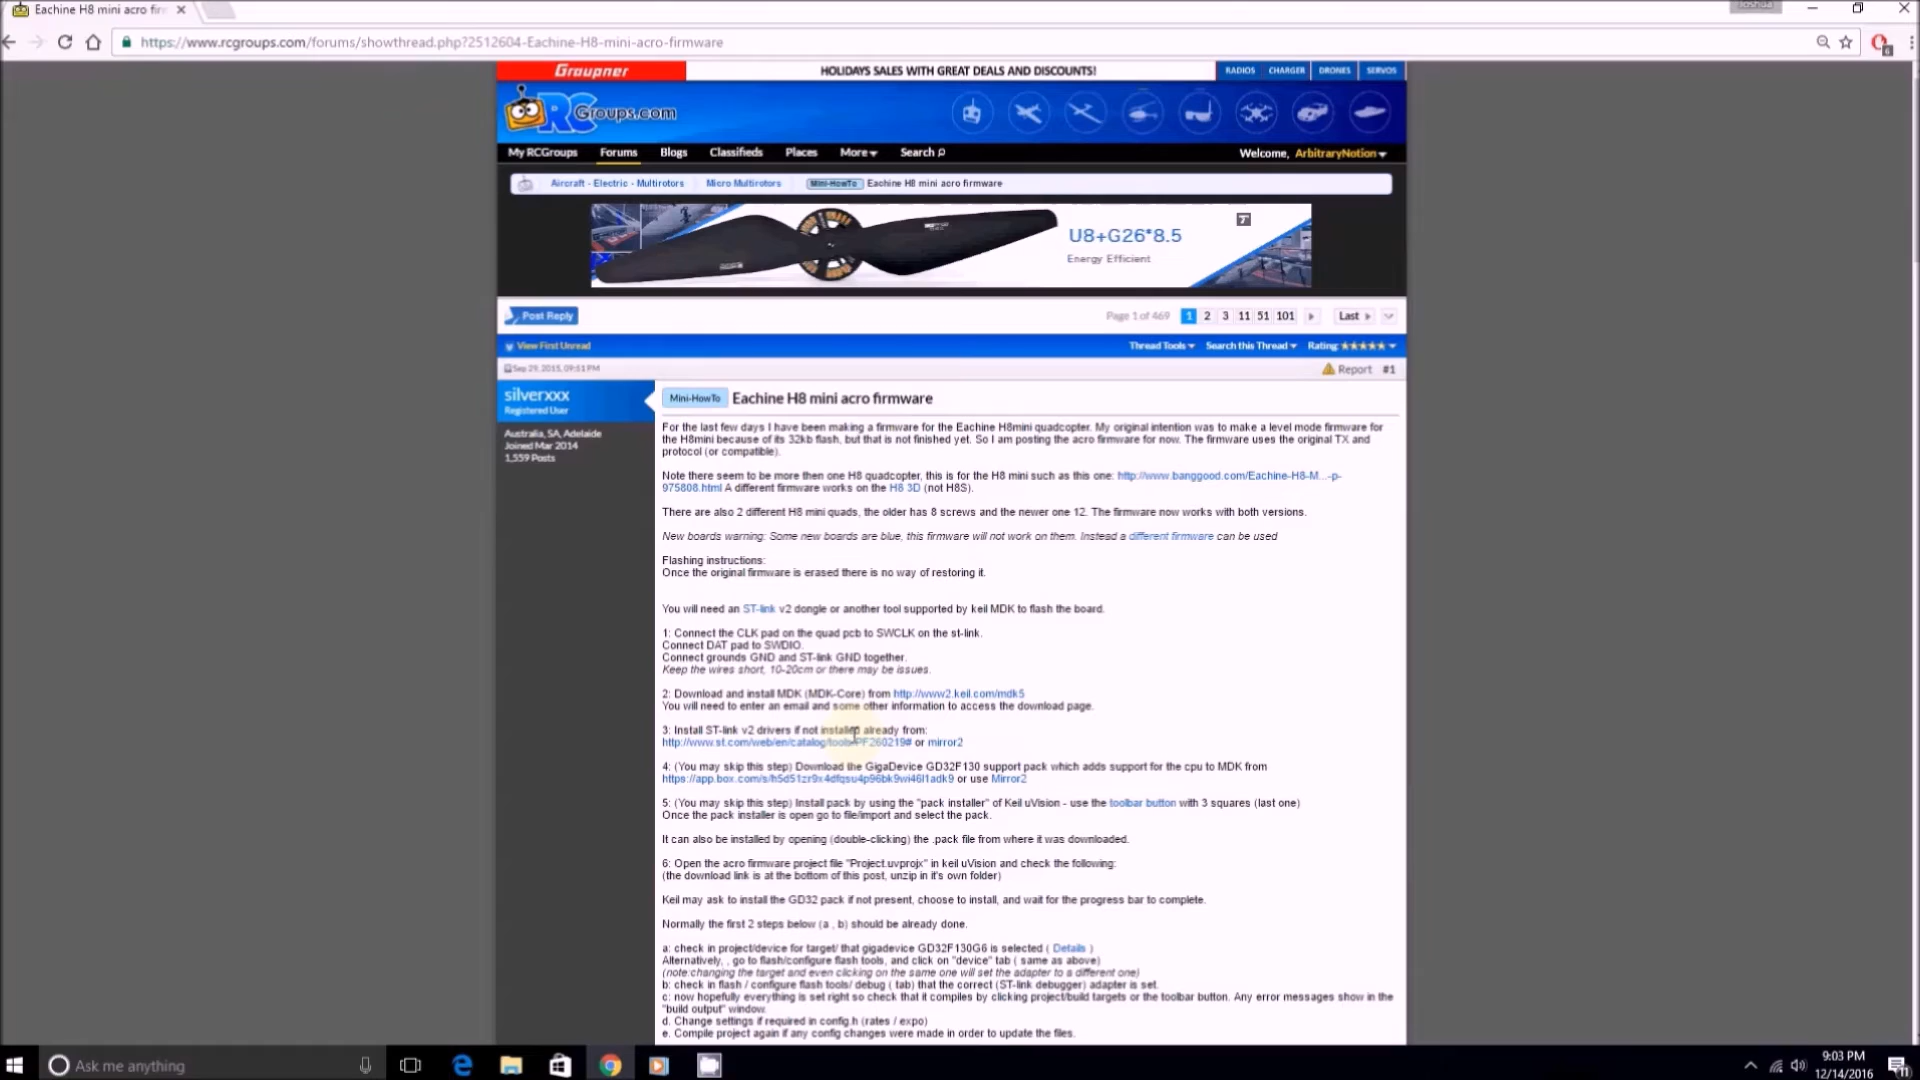 Eachine H8 mini acro fir
Joshua
https://www.rcgroups.com/forums/showthread.php?2512604-Eachine-H8-mini-acro-firmware
Graupner
HOLIDAYS SALES WITH GREAT DEALS AND DISCOUNTS!
RADIOS CHARGER DRONES SERVOS
RCGroups.com
My RCGroups Forums Blogs Classifieds Places More Search
Welcome, ArbitraryNotion
Aircraft - Electric - Multirotors Micro Multirotors Mini-HowTo Eachine H8 mini acro firmware
T
U8+G26*8.5
Energy Efficient
Post Reply
Page 1 of 469 1 2 3 11 51 101 Last
View First Unread
Thread Tools Search this Thread Rating:
Sep 29, 2015, 09:51 PM
Report #1
silverxxx
Registered User
Australia, SA, Adelaide
Joined Mar 2014
1,559 Posts
Mini-HowTo Eachine H8 mini acro firmware
For the last few days I have been making a firmware for the Eachine H8mini quadcopter. My original intention was to make a level mode firmware for
the H8mini because of its 32kb flash, but that is not finished yet. So I am posting the acro firmware for now. The firmware uses the original TX and
protocol (or compatible).
Note there seem to be more then one H8 quadcopter, this is for the H8 mini such as this one: http://www.banggood.com/Eachine-H8-M...-p-
975808.html A different firmware works on the H8 3D (not H8S).
There are also 2 different H8 mini quads, the older has 8 screws and the newer one 12. The firmware now works with both versions.
New boards warning: Some new boards are blue, this firmware will not work on them. Instead a different firmware can be used
Flashing instructions:
Once the original firmware is erased there is no way of restoring it.
You will need an ST-link v2 dongle or another tool supported by keil MDK to flash the board.
1: Connect the CLK pad on the quad pcb to SWCLK on the st-link.
Connect DAT pad to SWDIO.
Connect grounds GND and ST-link GND together.
Keep the wires short, 10-20cm or there may be issues.
2: Download and install MDK (MDK-Core) from http://www2.keil.com/mdk5
You will need to enter an email and some other information to access the download page.
3: Install ST-link v2 drivers if not installed already from:
http://www.st.com/web/en/catalog/tools/PF260219# or mirror2
4: (You may skip this step) Download the GigaDevice GD32F130 support pack which adds support for the cpu to MDK from
https://app.box.com/s/h5d51zr9x4dfqsu4p96bk9wi46l1adk9 or use Mirror2
5: (You may skip this step) Install pack by using the "pack installer" of Keil uVision - use the toolbar button with 3 squares (last one)
Once the pack installer is open go to file/import and select the pack.
It can also be installed by opening (double-clicking) the .pack file from where it was downloaded.
6: Open the acro firmware project file "Project.uvprojx" in keil uVision and check the following:
(the download link is at the bottom of this post, unzip in it's own folder)
Keil may ask to install the GD32 pack if not present, choose to install, and wait for the progress bar to complete.
Normally the first 2 steps below (a , b) should be already done.
a: check in project/device for target/ that gigadevice GD32F130G6 is selected ( Details )
Alternatively, , go to flash/configure flash tools, and click on "device" tab ( same as above)
(note:changing the target and even clicking on the same one will set the adapter to a different one)
b: check in flash / configure flash tools/ debug ( tab) that the correct (ST-link debugger) adapter is set.
c: now hopefully everything is set right so check that it compiles by clicking project/build targets or the toolbar button. Any error messages show in the
"build output" window.
d. Change settings if required in config.h (rates / expo)
e. Compile project again if any config changes were made in order to update the files.
Ask me anything
9:03 PM
12/14/2016
11